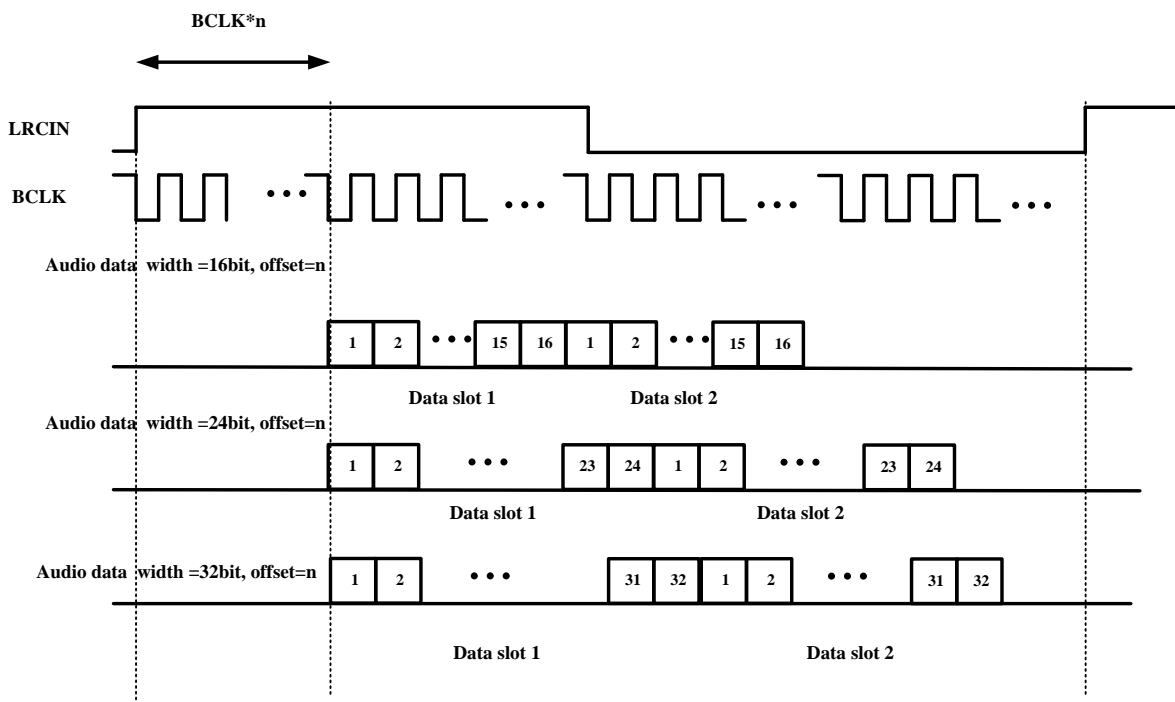 BCLK*n
LRCIN
BCLK
Audio data width =16bit, offset=n
1 2 15 16 1 2 15 16
Data slot 1 Data slot 2
Audio data width =24bit, offset=n
1 2 23 24 1 2 23 24
Data slot 1 Data slot 2
Audio data width =32bit, offset=n
1 2 31 32 1 2 31 32
Data slot 1 Data slot 2